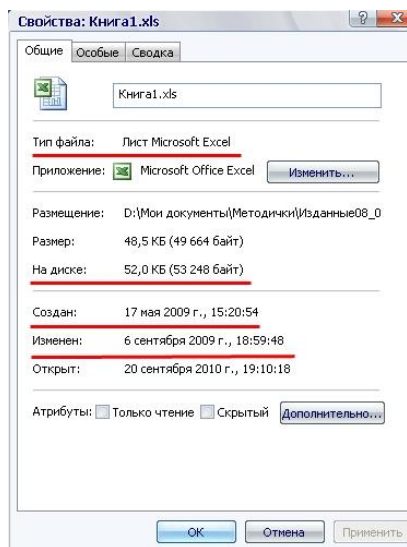 Свойства: Книга1.xls
Общие Особые Сводка
Книга1.xls
Тип файла: Лист Microsoft Excel
Приложение: Microsoft Office Excel Изменить...
Размещение: D:\Мои документы\Методички\Изданные08_0
Размер: 48,5 КБ (49 664 байт)
На диске: 52,0 КБ (53 248 байт)
Создан: 17 мая 2009 г., 15:20:54
Изменен: 6 сентября 2009 г., 18:59:48
Открыт: 20 сентября 2010 г., 19:10:18
Атрибуты: Только чтение Скрытый Дополнительно...
ОК Отмена Применить